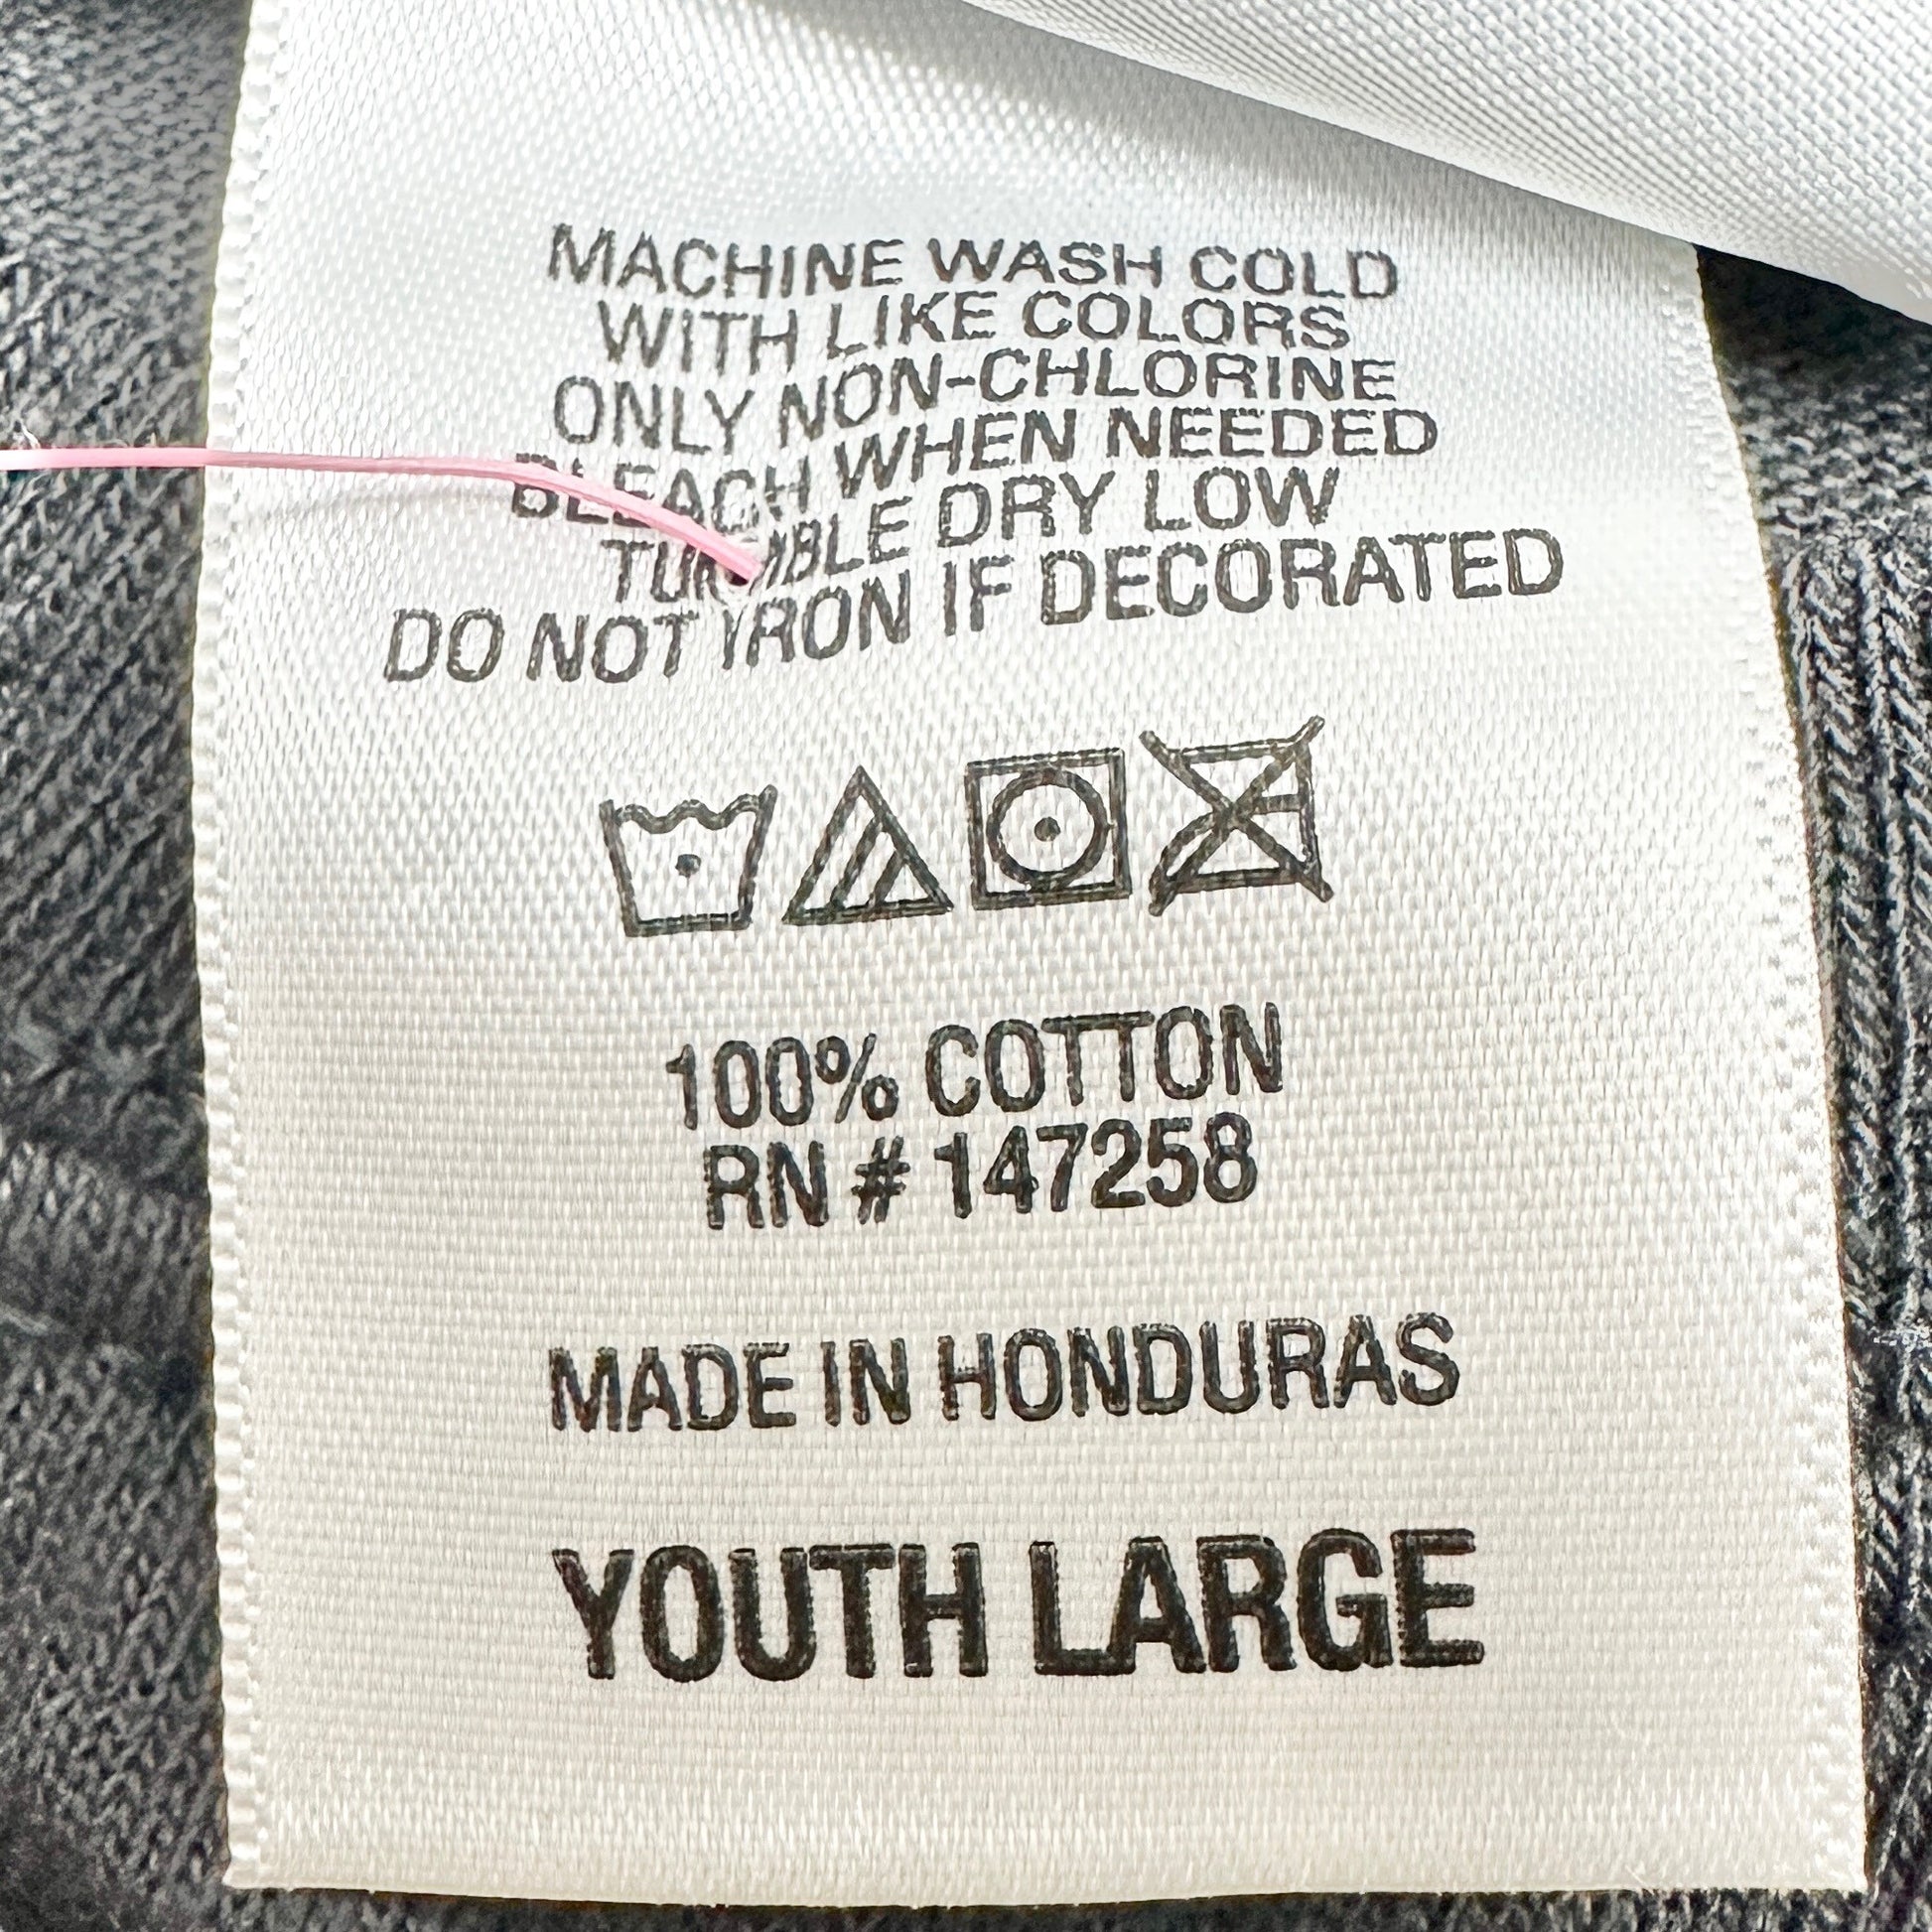 MACHINE WASH COLD
WITH LIKE COLORS
ONLY NON-CHLORINE
BLEACH WHEN NEEDED
TUMBLE DRY LOW
DO NOT IRON IF DECORATED
100% COTTON
RN # 147258
MADE IN HONDURAS
YOUTH LARGE